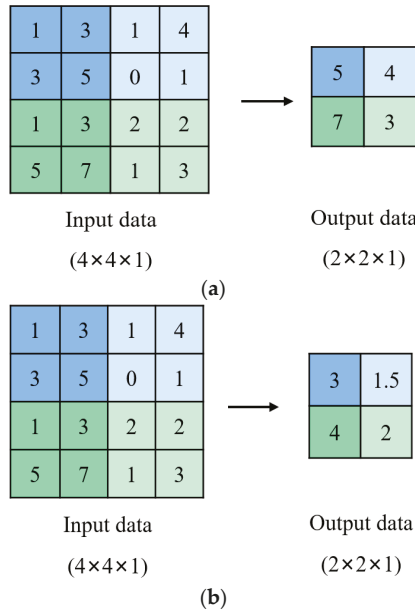 1 3 1 4
3 5 0 1
1 3 2 2
5 7 1 3
5 4
7 3
Input data
(4×4×1)
Output data
(2×2×1)
(a)
1 3 1 4
3 5 0 1
1 3 2 2
5 7 1 3
3 1.5
4 2
Input data
(4×4×1)
Output data
(2×2×1)
(b)